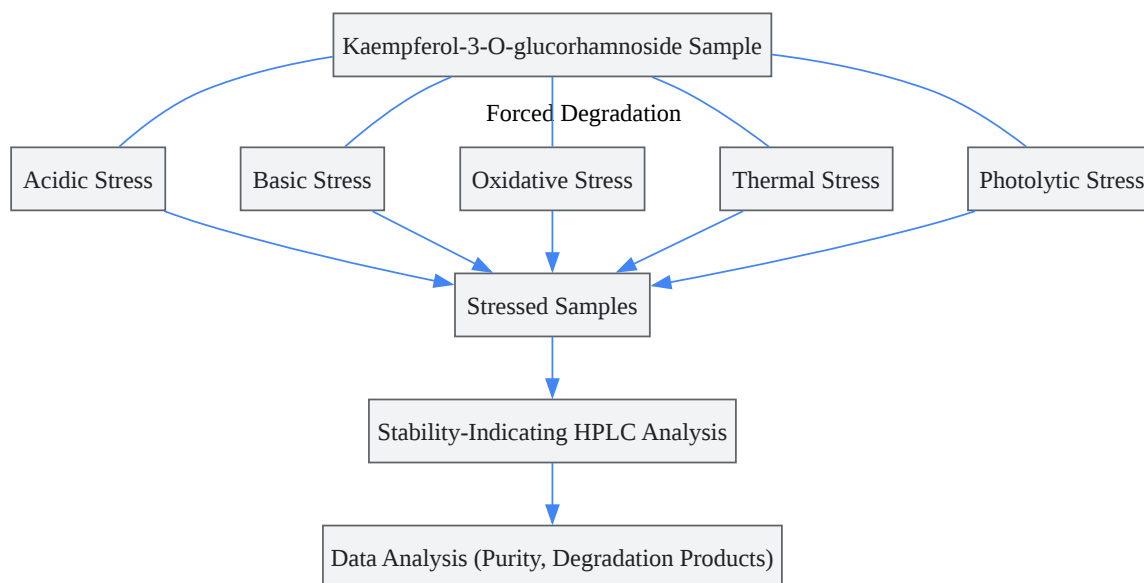 Kaempferol-3-O-glucorhamnoside Sample
Forced Degradation
Acidic Stress
Basic Stress
Oxidative Stress
Thermal Stress
Photolytic Stress
Stressed Samples
Stability-Indicating HPLC Analysis
Data Analysis (Purity, Degradation Products)